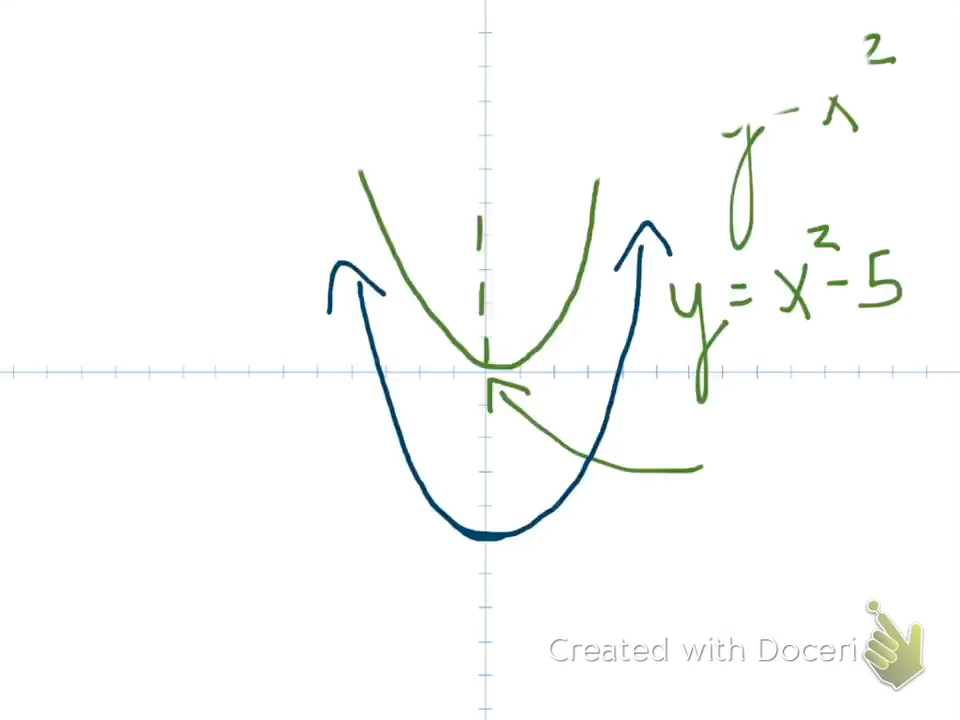 y - x²
y = x² - 5
Created with Doceri